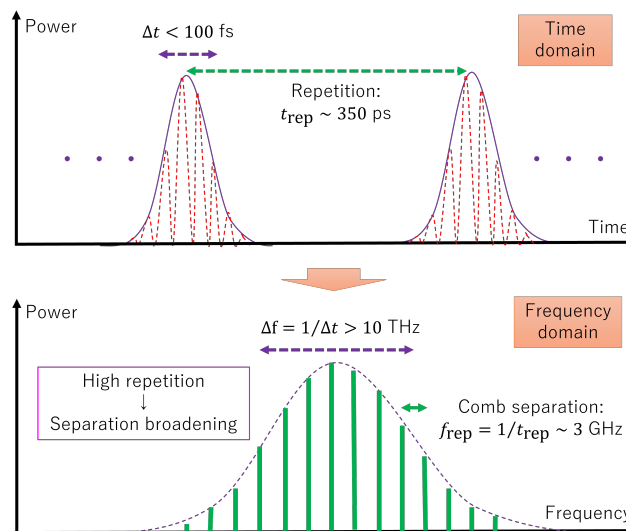 Power
Δt < 100 fs
Time
domain
Repetition:
t_rep ~ 350 ps
Time
Power
Frequency
domain
Δf = 1/Δt > 10 THz
High repetition
↓
Separation broadening
Comb separation:
f_rep = 1/t_rep ~ 3 GHz
Frequency